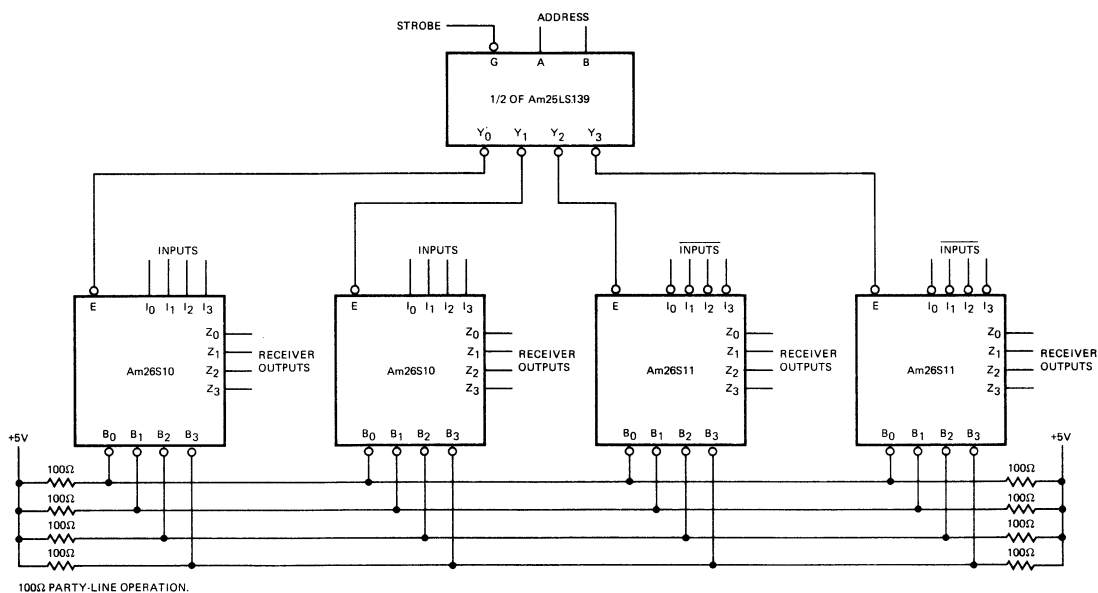 STROBE
ADDRESS
G A B
1/2 OF Am25LS139
Y0 Y1 Y2 Y3
INPUTS
E I0 I1 I2 I3
Z0
Z1
Z2
Z3
RECEIVER
OUTPUTS
Am26S10
B0 B1 B2 B3
INPUTS
E I0 I1 I2 I3
Z0
Z1
Z2
Z3
RECEIVER
OUTPUTS
Am26S10
B0 B1 B2 B3
INPUTS
E I0 I1 I2 I3
Z0
Z1
Z2
Z3
RECEIVER
OUTPUTS
Am26S11
B0 B1 B2 B3
INPUTS
E I0 I1 I2 I3
Z0
Z1
Z2
Z3
RECEIVER
OUTPUTS
Am26S11
B0 B1 B2 B3
+5V
100Ω
100Ω
100Ω
100Ω
+5V
100Ω
100Ω
100Ω
100Ω
100Ω PARTY-LINE OPERATION.